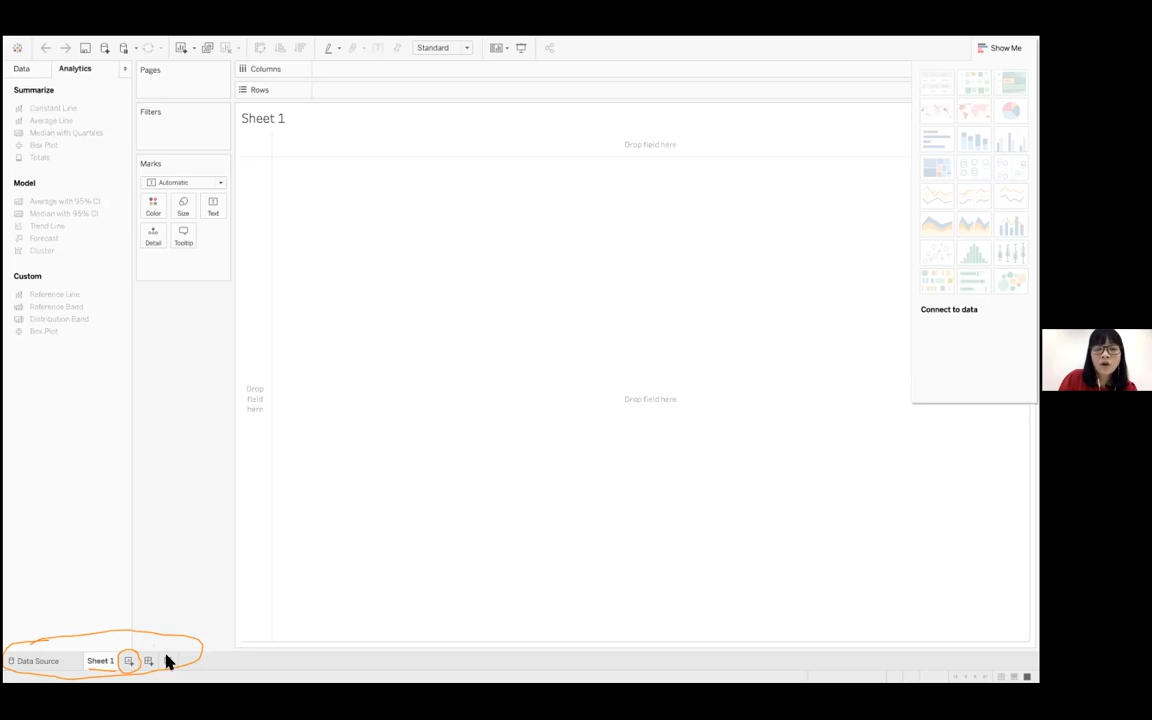 Standard
Show Me
Data
Analytics
Pages
Columns
Rows
Summarize
Constant Line
Average Line
Median with Quartiles
Box Plot
Totals
Model
Average with 95% CI
Median with 95% CI
Trend Line
Forecast
Cluster
Custom
Reference Line
Reference Band
Distribution Band
Box Plot
Filters
Marks
Automatic
Color
Size
Text
Detail
Tooltip
Sheet 1
Drop field here
Drop
field
here
Drop field here
Connect to data
Data Source
Sheet 1